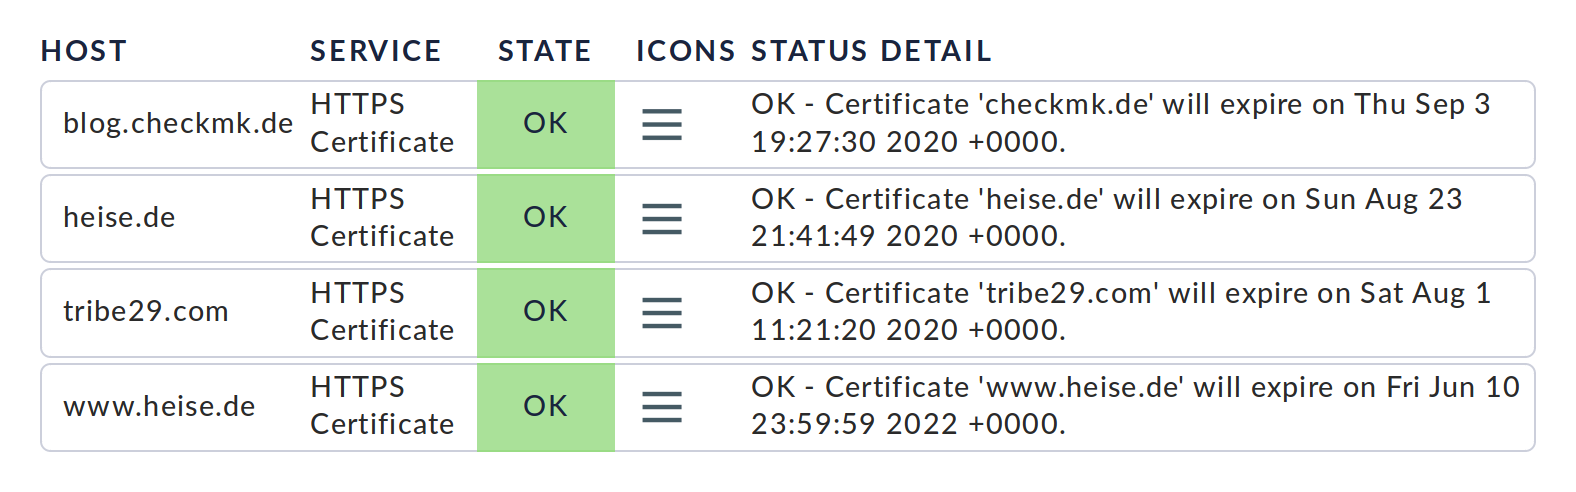 HOST SERVICE STATE ICONS STATUS DETAIL
blog.checkmk.de HTTPS Certificate OK OK - Certificate 'checkmk.de' will expire on Thu Sep 3
19:27:30 2020 +0000.
heise.de HTTPS Certificate OK OK - Certificate 'heise.de' will expire on Sun Aug 23
21:41:49 2020 +0000.
tribe29.com HTTPS Certificate OK OK - Certificate 'tribe29.com' will expire on Sat Aug 1
11:21:20 2020 +0000.
www.heise.de HTTPS Certificate OK OK - Certificate 'www.heise.de' will expire on Fri Jun 10
23:59:59 2022 +0000.